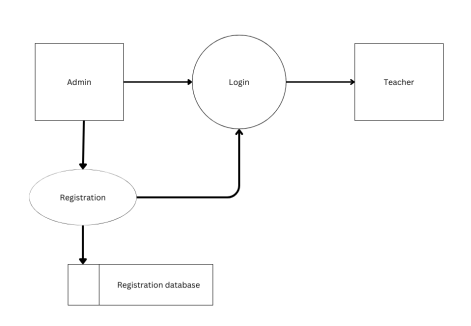 Admin
Login
Teacher
Registration
Registration database